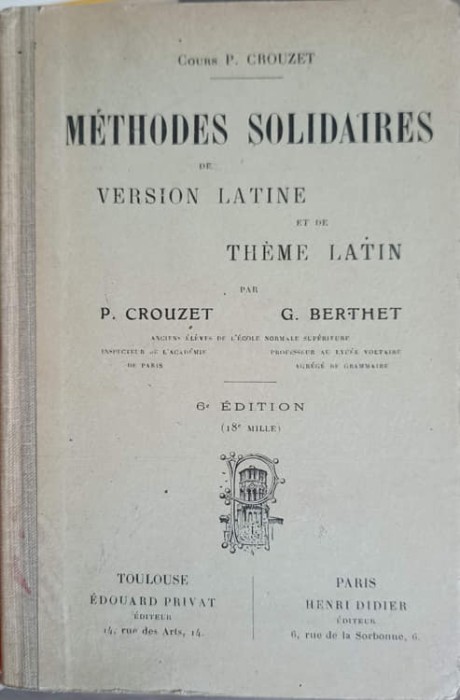 Cours P. CROUZET
MÉTHODES SOLIDAIRES
DE
VERSION LATINE
ET DE
THÈME LATIN
PAR
P. CROUZET G. BERTHET
ANCIENS ÉLÈVES DE L'ÉCOLE NORMALE SUPÉRIEURE
INSPECTEUR DE L'ACADÉMIE PROFESSEUR AU LYCÉE VOLTAIRE
DE PARIS AGRÉGÉ DE GRAMMAIRE
6e ÉDITION
(18e MILLE)
TOULOUSE PARIS
ÉDOUARD PRIVAT HENRI DIDIER
ÉDITEUR ÉDITEUR
14, rue des Arts, 14. 6, rue de la Sorbonne, 6.